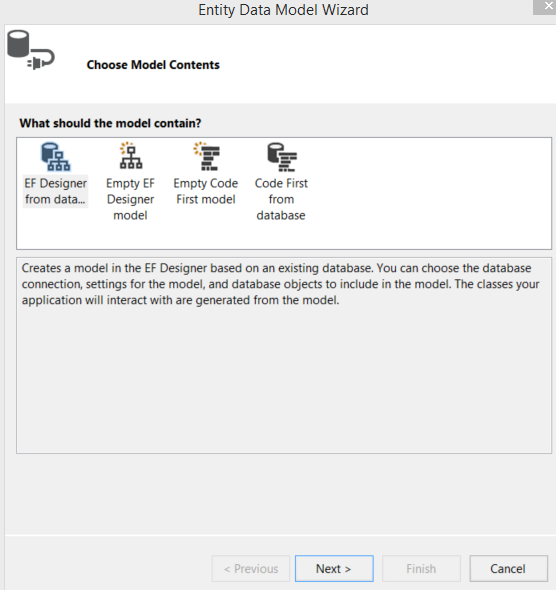 Entity Data Model Wizard
Choose Model Contents
What should the model contain?
EF Designer
from data...
Empty EF
Designer
model
Empty Code
First model
Code First
from
database
Creates a model in the EF Designer based on an existing database. You can choose the database
connection, settings for the model, and database objects to include in the model. The classes your
application will interact with are generated from the model.
< Previous
Next >
Finish
Cancel